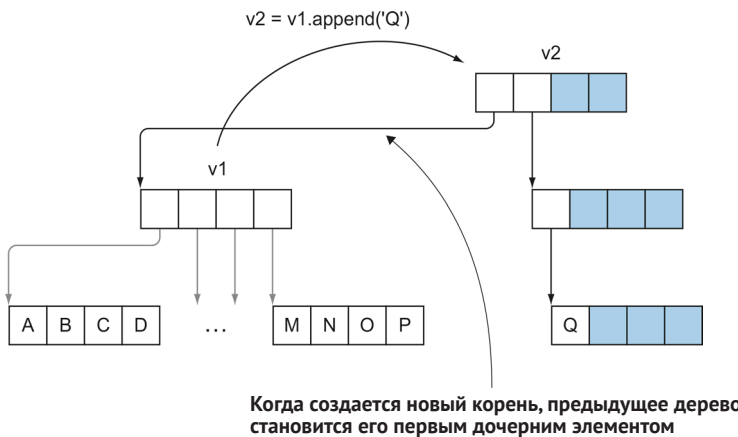 v2 = v1.append('Q')
v2
v1
A B C D ... M N O P Q
Когда создается новый корень, предыдущее дерево
становится его первым дочерним элементом